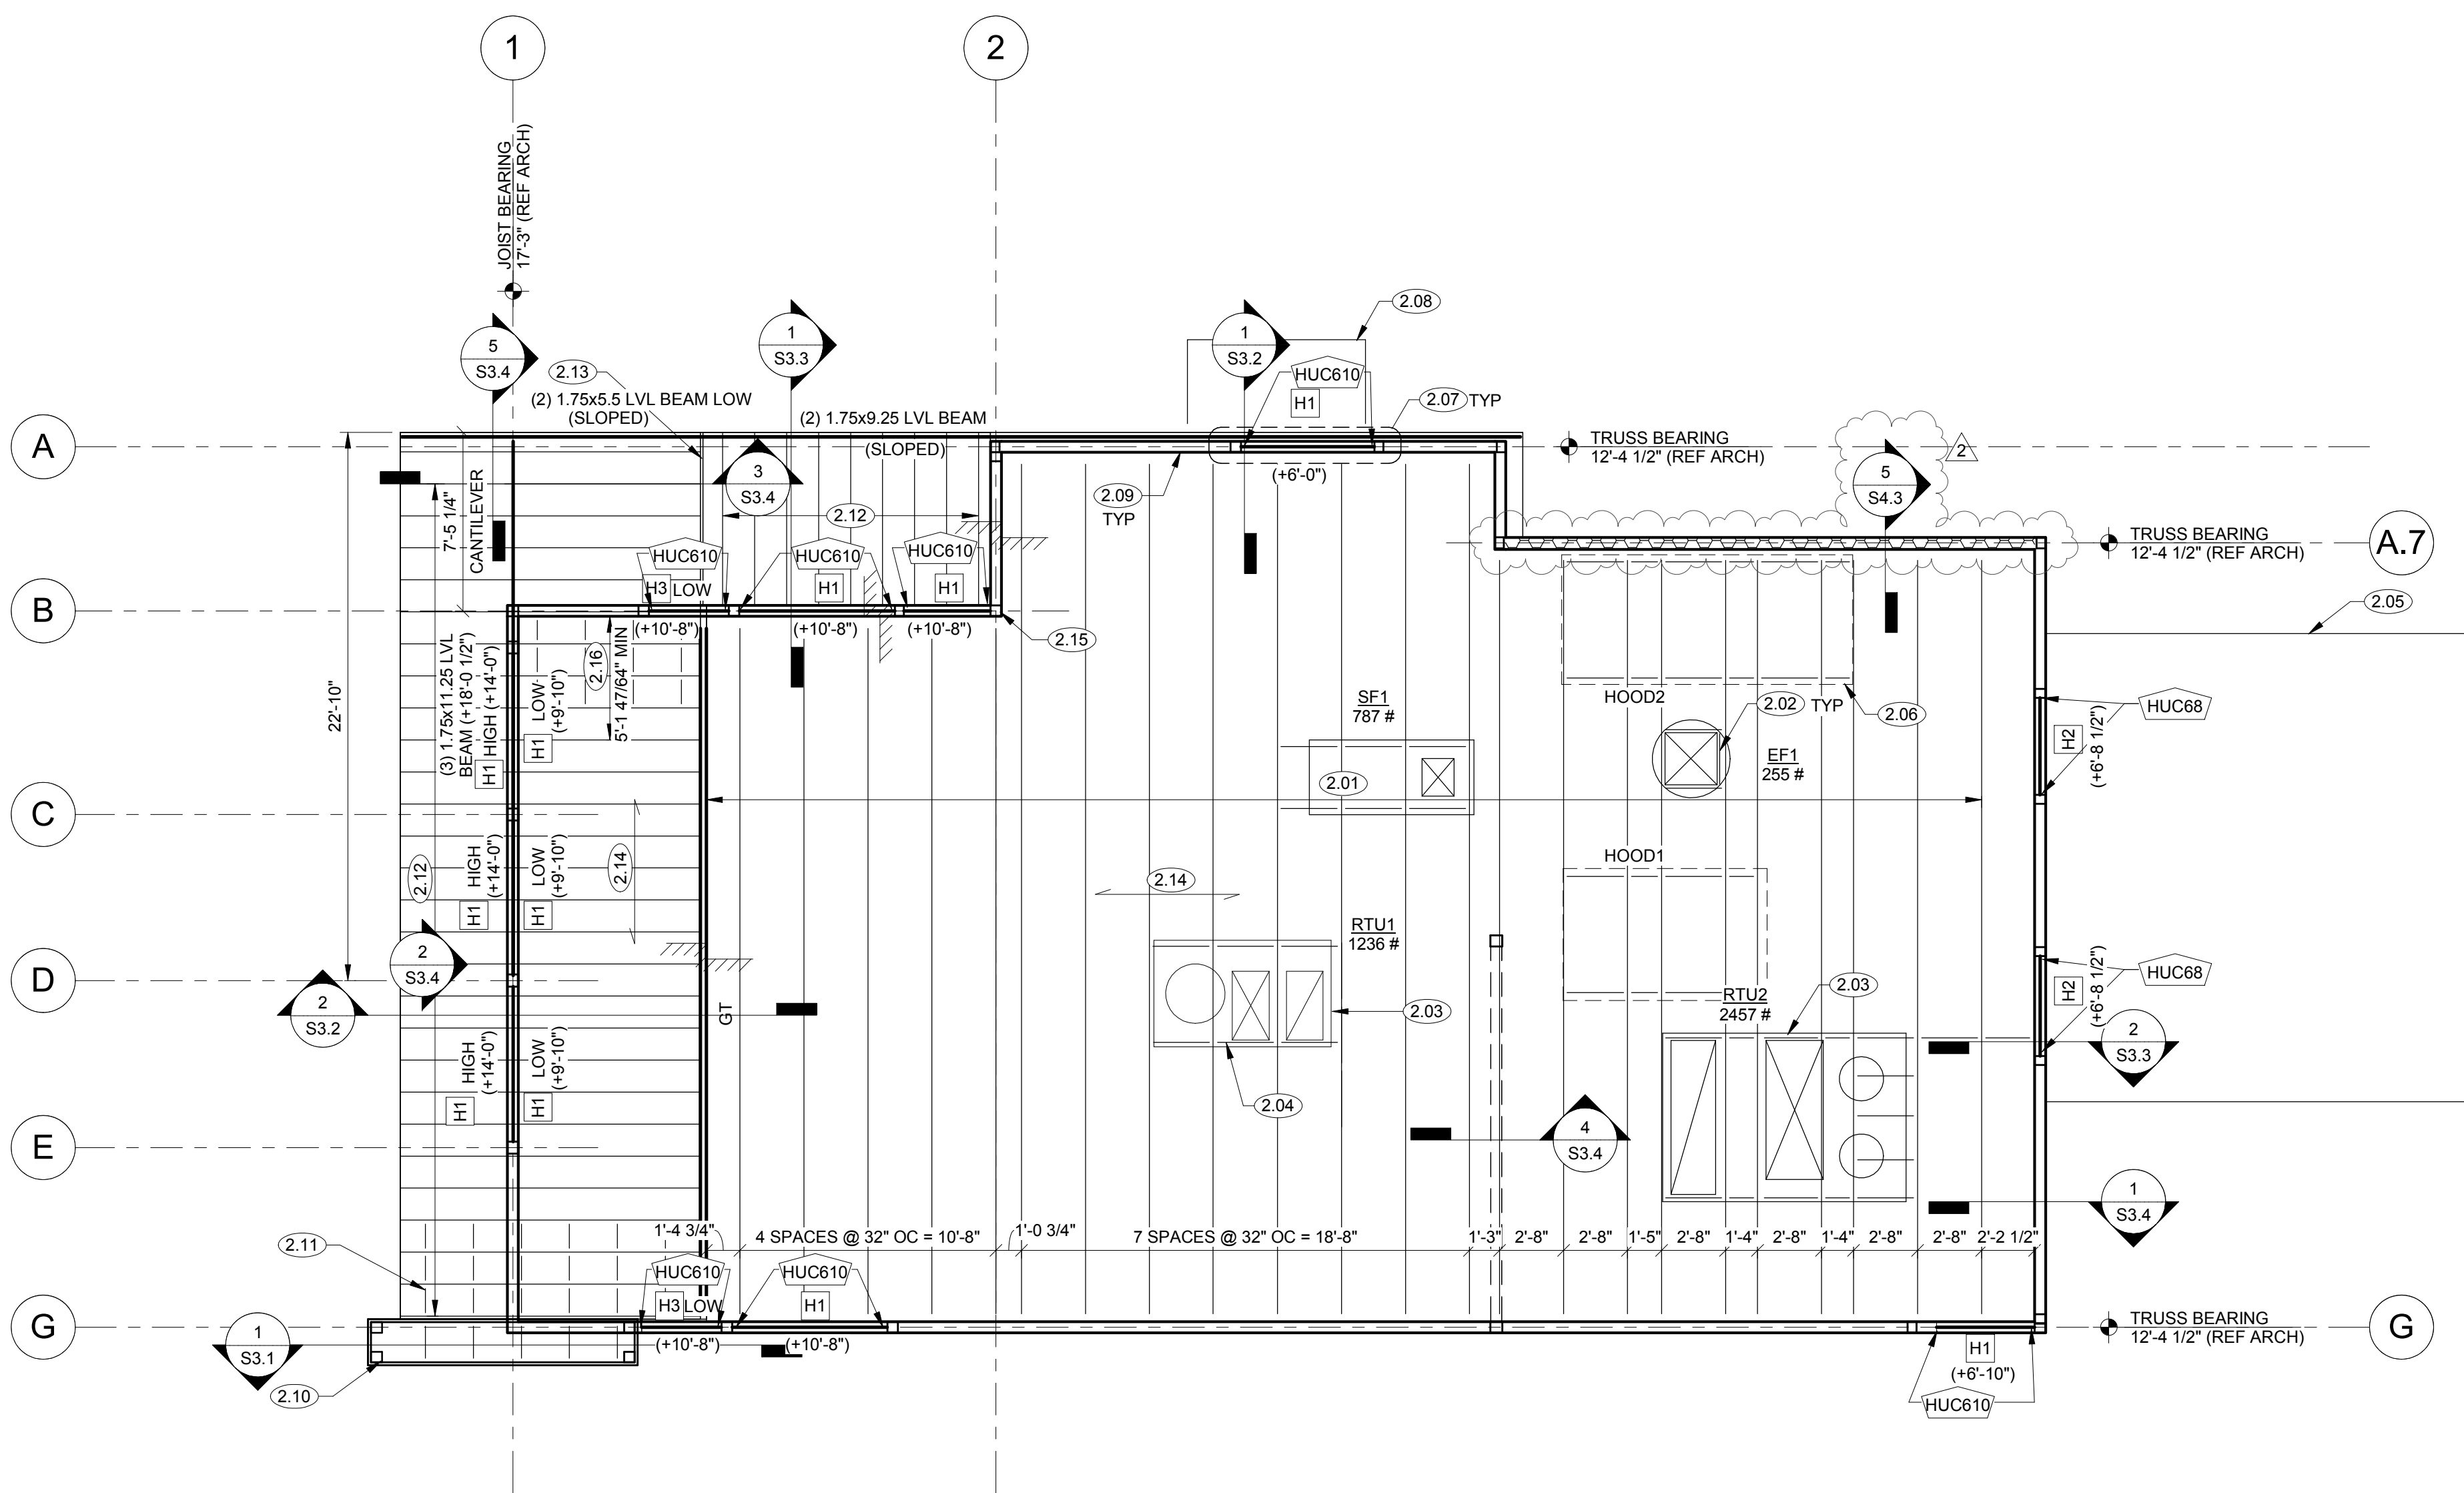 1
2
JOIST BEARING
17'-3" (REF ARCH)
5
S3.4
1
S3.3
1
S3.2
2.08
2.13
(2) 1.75x5.5 LVL BEAM LOW
(SLOPED)
(2) 1.75x9.25 LVL BEAM
(SLOPED)
HUC610
H1
2.07 TYP
(+6'-0")
A
TRUSS BEARING
12'-4 1/2" (REF ARCH)
2
5
S4.3
3
S3.4
2.09
TYP
2.12
7'-5 1/4"
CANTILEVER
TRUSS BEARING
12'-4 1/2" (REF ARCH)
A.7
HUC610
HUC610
HUC610
H3 LOW
H1
H1
B
2.05
(+10'-8")
(+10'-8")
(+10'-8")
2.15
22'-10"
(3) 1.75x11.25 LVL
BEAM (+18'-0 1/2")
H1 HIGH (+14'-0")
LOW
(+9'-10")
H1
2.16
5'-1 47/64" MIN
SF1
787 #
HOOD2
2.02 TYP
2.06
EF1
255 #
HUC68
H2
(+6'-8 1/2")
2.01
C
HIGH
(+14'-0")
H1
LOW
(+9'-10")
H1
2.12
2.14
2.14
HOOD1
RTU1
1236 #
2
S3.4
D
2
S3.2
GT
2.03
RTU2
2457 #
2.03
HUC68
H2
(+6'-8 1/2")
2
S3.3
HIGH
(+14'-0")
H1
LOW
(+9'-10")
H1
2.04
4
S3.4
E
1
S3.4
2.11
1'-4 3/4"
4 SPACES @ 32" OC = 10'-8"
1'-0 3/4"
7 SPACES @ 32" OC = 18'-8"
1'-3"
2'-8"
2'-8"
1'-5"
2'-8"
1'-4"
2'-8"
1'-4"
2'-8"
2'-8"
2'-2 1/2"
HUC610
HUC610
H3 LOW
H1
G
TRUSS BEARING
12'-4 1/2" (REF ARCH)
G
1
S3.1
(+10'-8")
(+10'-8")
H1
(+6'-10")
2.10
HUC610